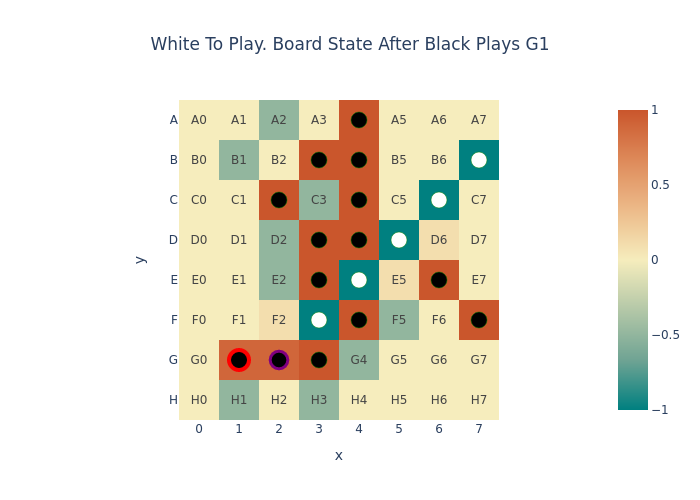 White To Play. Board State After Black Plays G1
A A0 A1 A2 A3 A5 A6 A7 1
B B0 B1 B2 B5 B6
C C0 C1 C3 C5 C7 0.5
D D0 D1 D2 D6 D7
y 0
E E0 E1 E2 E5 E7
F F0 F1 F2 F5 F6 −0.5
G G0 G4 G5 G6 G7
H H0 H1 H2 H3 H4 H5 H6 H7 −1
0 1 2 3 4 5 6 7
x